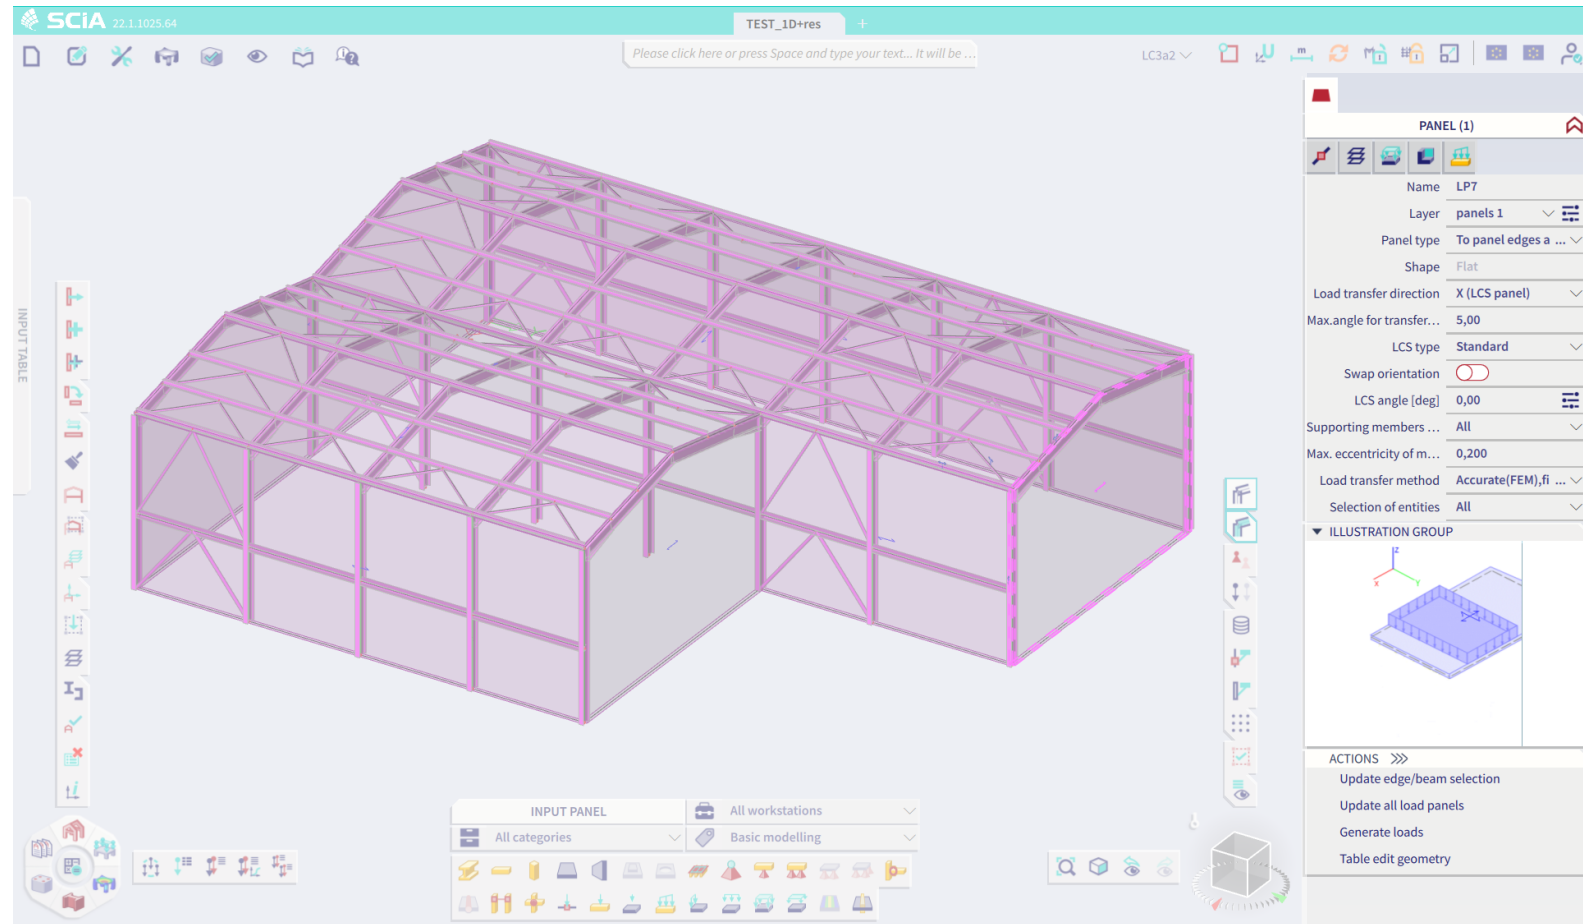 SCiA 22.1.1025.64
TEST_1D+res +
Please click here or press Space and type your text... It will be ...
LC3a2
PANEL (1)
Name LP7
Layer panels 1
Panel type To panel edges a ...
Shape Flat
Load transfer direction X (LCS panel)
Max.angle for transfer... 5,00
LCS type Standard
Swap orientation
LCS angle [deg] 0,00
Supporting members ... All
Max. eccentricity of m... 0,200
Load transfer method Accurate(FEM),fi ...
Selection of entities All
ILLUSTRATION GROUP
z
x
Y
ACTIONS >>>
Update edge/beam selection
Update all load panels
Generate loads
Table edit geometry
INPUT TABLE
INPUT PANEL
All workstations
All categories
Basic modelling